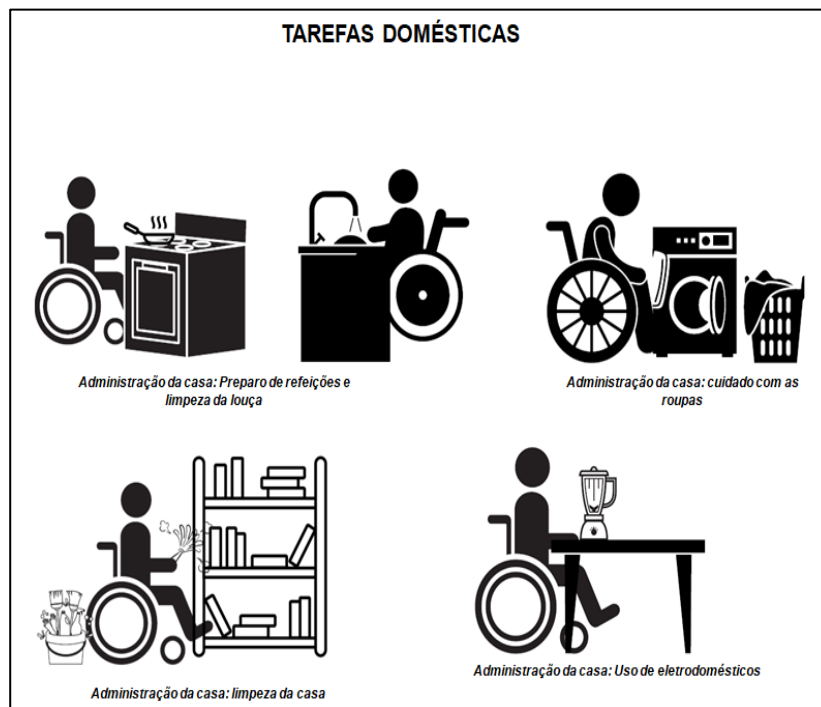 TAREFAS DOMÉSTICAS
Administração da casa: Preparo de refeições e
limpeza da louça
Administração da casa: cuidado com as
roupas
Administração da casa: limpeza da casa
Administração da casa: Uso de eletrodomésticos